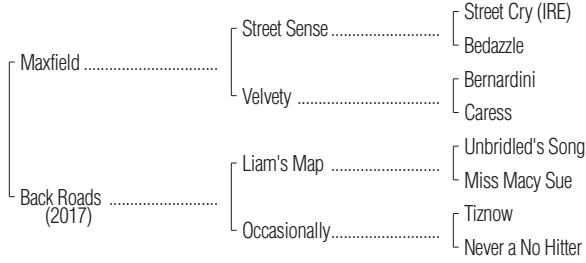 Street Cry (IRE)
Street Sense ..............................
Bedazzle
Maxfield .....................................
Bernardini
Velvety .......................................
Caress
Unbridled's Song
Liam's Map ..............................
Miss Macy Sue
Back Roads ..............................
(2017)
Tiznow
Occasionally..............................
Never a No Hitter